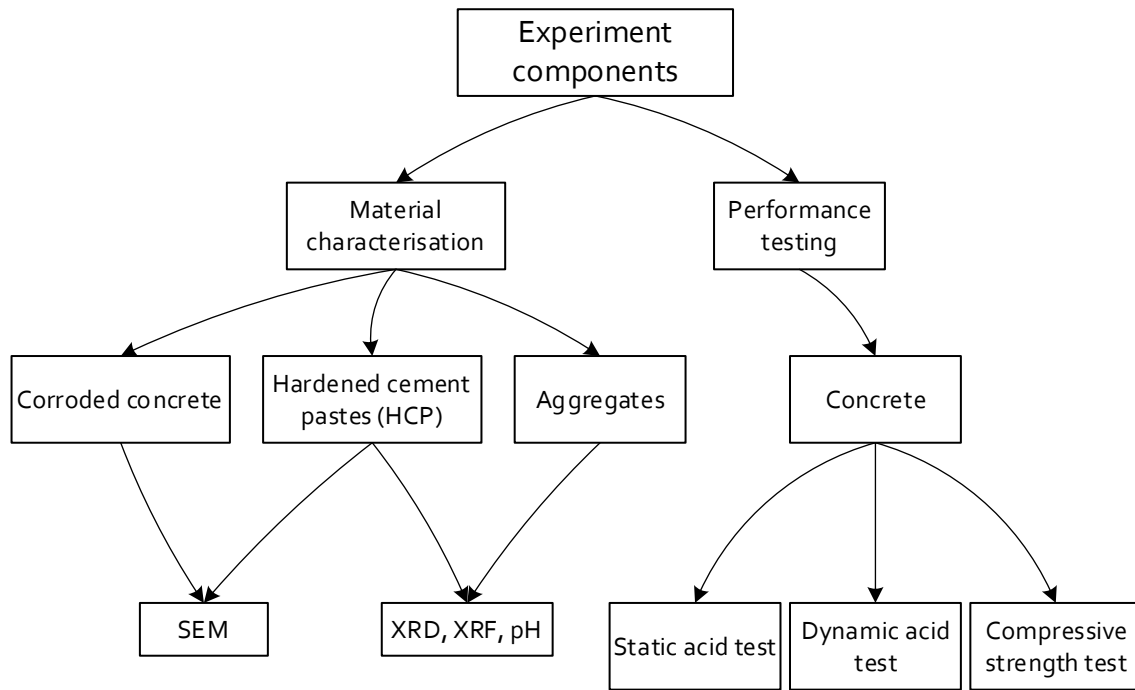 Experiment
components
Material
characterisation
Performance
testing
Corroded concrete
Hardened cement
pastes (HCP)
Aggregates
Concrete
SEM
XRD, XRF, pH
Static acid test
Dynamic acid
test
Compressive
strength test